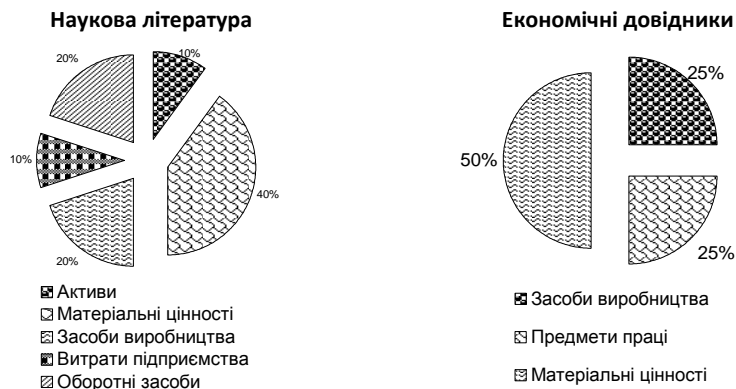 Наукова література
20%
10%
10%
40%
20%
Активи
Матеріальні цінності
Засоби виробництва
Витрати підприємства
Оборотні засоби
Економічні довідники
25%
50%
25%
Засоби виробництва
Предмети праці
Матеріальні цінності